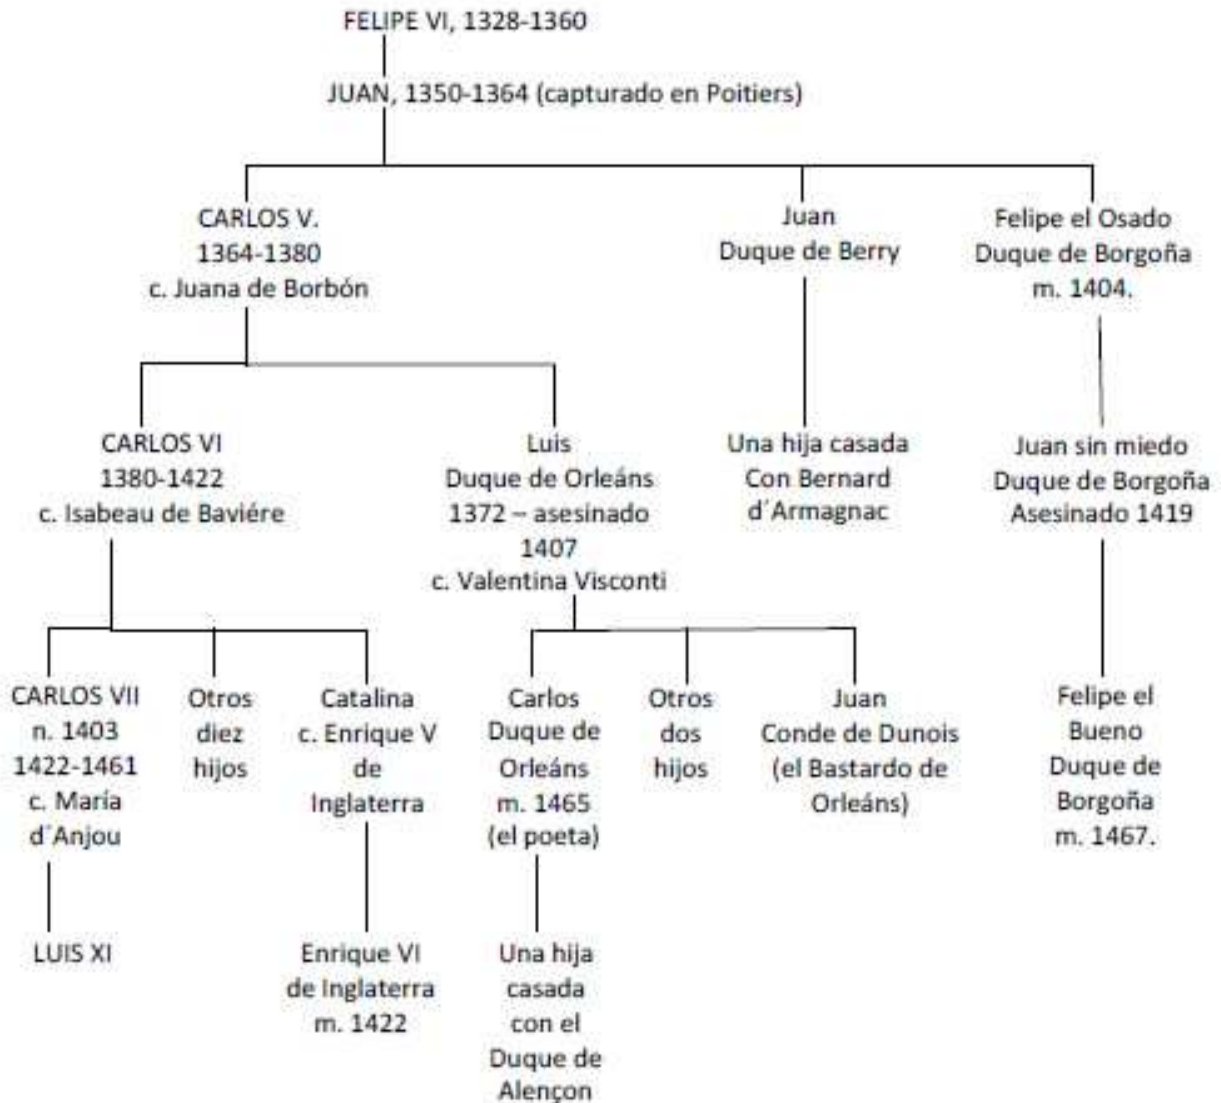 FELIPE VI, 1328-1360
JUAN, 1350-1364 (capturado en Poitiers)
CARLOS V.
1364-1380
c. Juana de Borbón
Juan
Duque de Berry
Felipe el Osado
Duque de Borgoña
m. 1404.
CARLOS VI
1380-1422
c. Isabeau de Baviére
Luis
Duque de Orleáns
1372 – asesinado
1407
c. Valentina Visconti
Una hija casada
Con Bernard
d´Armagnac
Juan sin miedo
Duque de Borgoña
Asesinado 1419
CARLOS VII
n. 1403
1422-1461
c. María
d´Anjou
Otros
diez
hijos
Catalina
c. Enrique V
de
Inglaterra
Carlos
Duque de
Orleáns
m. 1465
(el poeta)
Otros
dos
hijos
Juan
Conde de Dunois
(el Bastardo de
Orleáns)
Felipe el
Bueno
Duque de
Borgoña
m. 1467.
LUIS XI
Enrique VI
de Inglaterra
m. 1422
Una hija
casada
con el
Duque de
Alençon